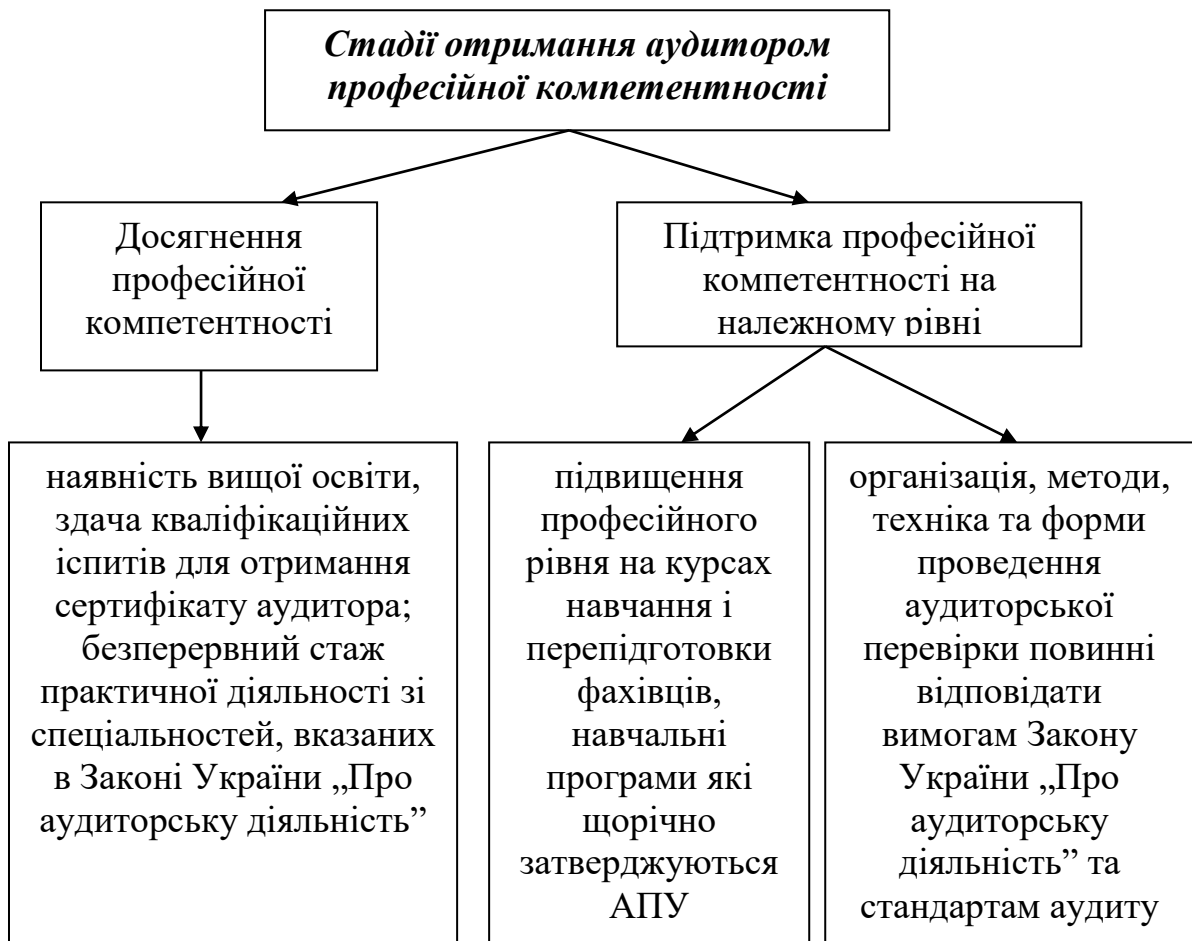 Стадії отримання аудитором
професійної компетентності
Досягнення
професійної
компетентності
Підтримка професійної
компетентності на
належному рівні
наявність вищої освіти,
здача кваліфікаційних
іспитів для отримання
сертифікату аудитора;
безперервний стаж
практичної діяльності зі
спеціальностей, вказаних
в Законі України „Про
аудиторську діяльність”
підвищення
професійного
рівня на курсах
навчання і
перепідготовки
фахівців,
навчальні
програми які
щорічно
затверджуються
АПУ
організація, методи,
техніка та форми
проведення
аудиторської
перевірки повинні
відповідати
вимогам Закону
України „Про
аудиторську
діяльність” та
стандартам аудиту